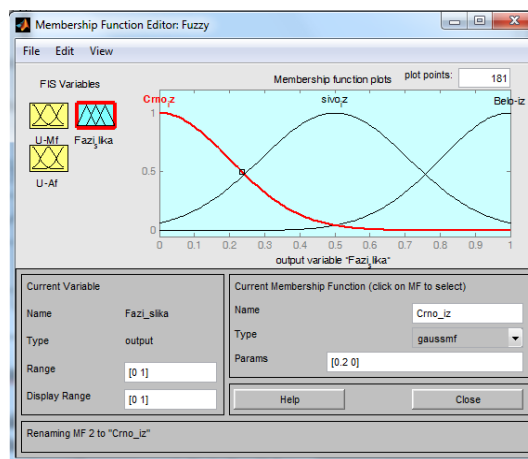 Membership Function Editor: Fuzzy
File Edit View
FIS Variables
U-Mf
Fazi_slika
U-Af
Membership function plots
plot points:
181
Crno_iz
sivo_iz
Belo-iz
1
0.5
0
0 0.1 0.2 0.3 0.4 0.5 0.6 0.7 0.8 0.9 1
output variable "Fazi_slika"
Current Variable
Name Fazi_slika
Type output
Range [0 1]
Display Range [0 1]
Current Membership Function (click on MF to select)
Name Crno_iz
Type gaussmf
Params [0.2 0]
Help Close
Renaming MF 2 to "Crno_iz"